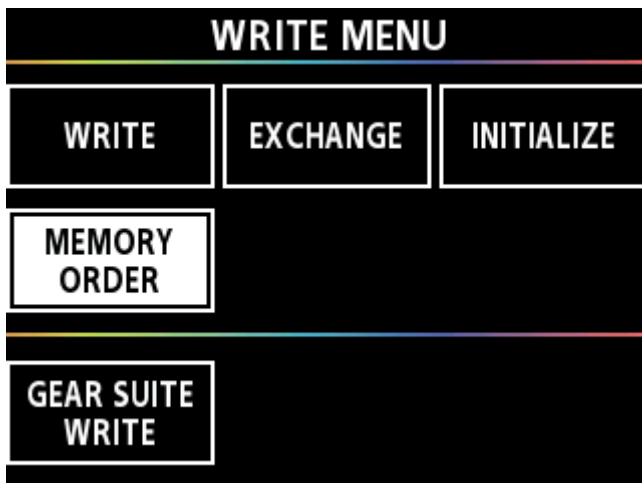 WRITE MENU
WRITE
EXCHANGE
INITIALIZE
MEMORY
ORDER
GEAR SUITE
WRITE